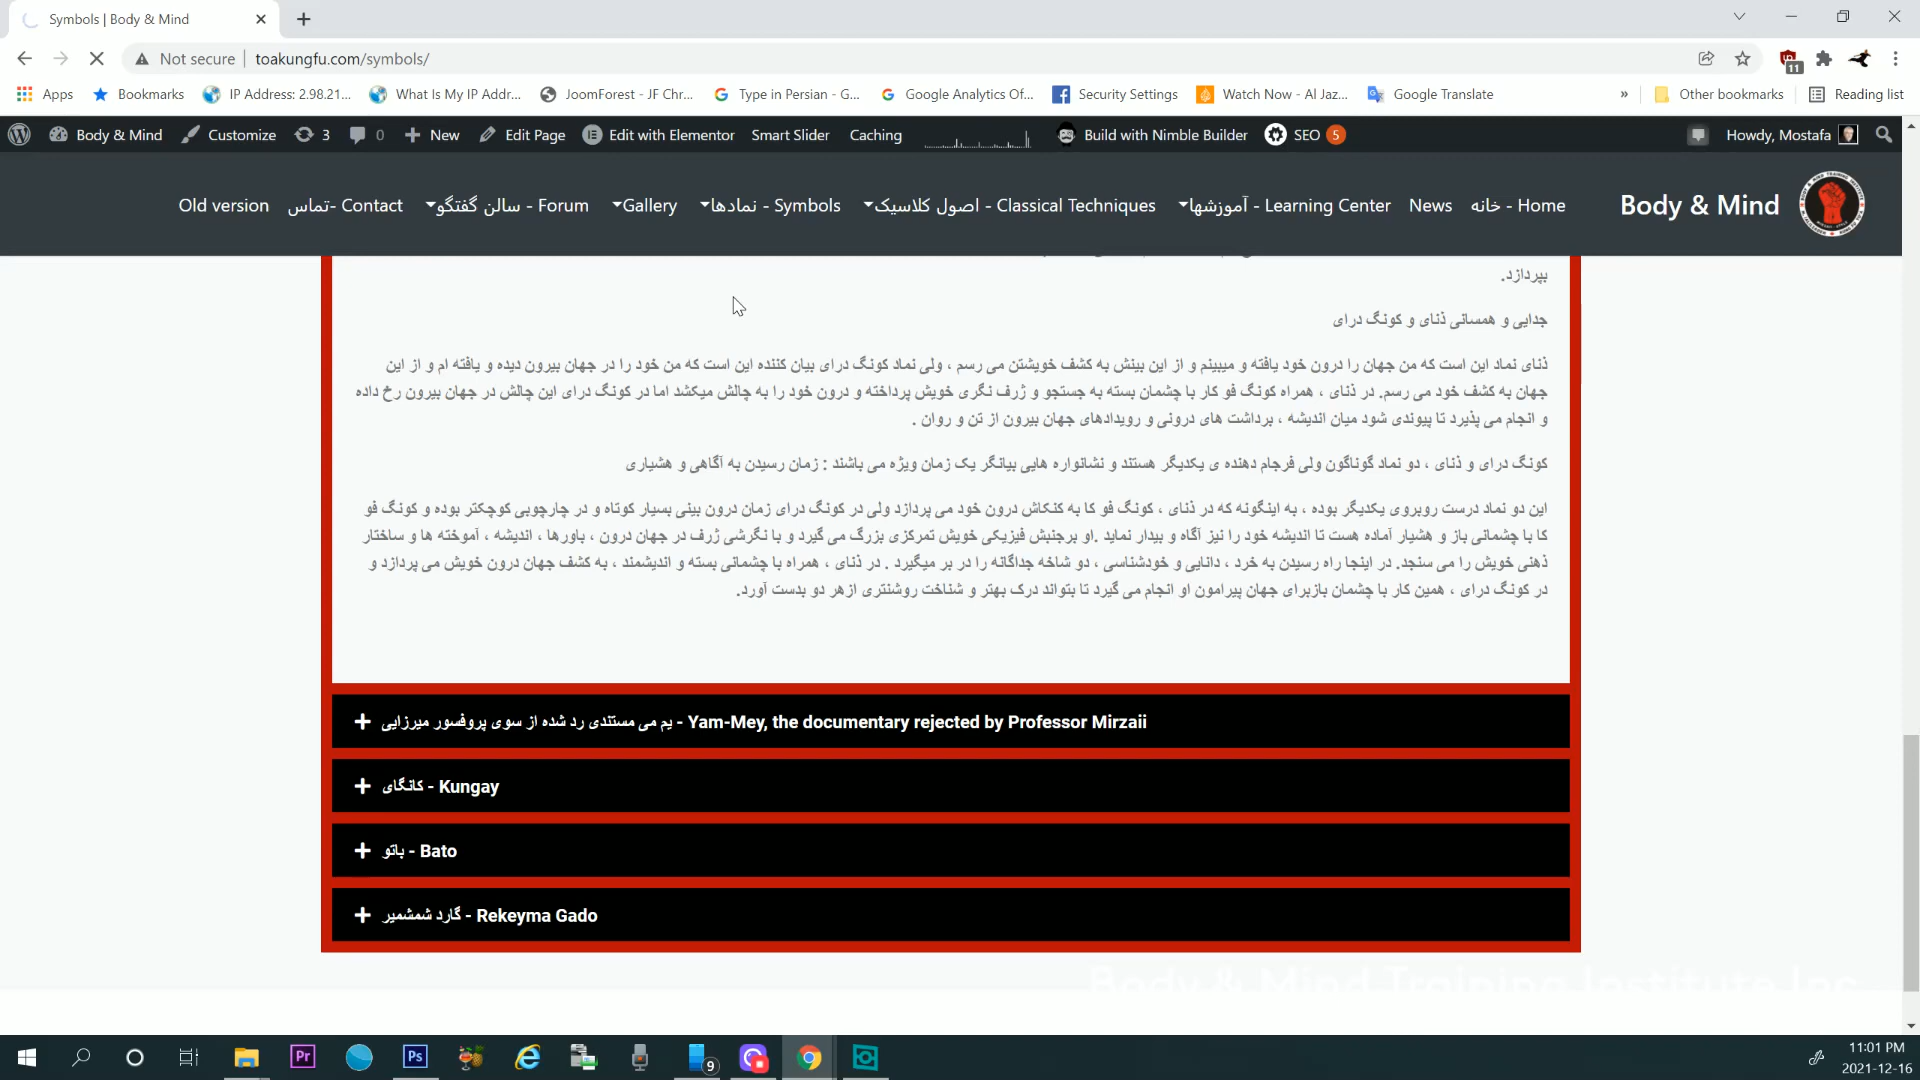 Symbols | Body & Mind
Not secure
toakungfu.com/symbols/
11
Apps
Bookmarks
IP Address: 2.98.21...
What Is My IP Addr...
JoomForest - JF Chr...
Type in Persian - G...
Google Analytics Of...
Security Settings
Watch Now - Al Jaz...
Google Translate
»
Other bookmarks
Reading list
Body & Mind
Customize
3
0
New
Edit Page
Edit with Elementor
Smart Slider
Caching
Build with Nimble Builder
SEO 5
Howdy, Mostafa
Old version
تماس- Contact
سالن گفتگو - Forum
Gallery
نمادها - Symbols
اصول کلاسیک - Classical Techniques
آموزشها - Learning Center
News
خانه - Home
Body & Mind
بپردازد.
جدایی و همسانی ذنای و کونگ درای
ذنای نماد این است که من جهان را درون خود یافته و میبینم و از این بینش به کشف خویشتن می رسم ، ولی نماد کونگ درای بیان کننده این است که من خود را در جهان بیرون دیده و یافته ام و از این
جهان به کشف خود می رسم. در ذنای ، همراه کونگ فو کار با چشمان بسته به جستجو و ژرف نگری خویش پرداخته و درون خود را به چالش میکشد اما در کونگ درای این چالش در جهان بیرون رخ داده
و انجام می پذیرد تا پیوندی شود میان اندیشه ، برداشت های درونی و رویدادهای جهان بیرون از تن و روان .
کونگ درای و ذنای ، دو نماد گوناگون ولی فرجام دهنده ی یکدیگر هستند و نشانواره هایی بیانگر یک زمان ویژه می باشند : زمان رسیدن به آگاهی و هشیاری
این دو نماد درست روبروی یکدیگر بوده ، به اینگونه که در ذنای ، کونگ فو کا به کنکاش درون خود می پردازد ولی در کونگ درای زمان درون بینی بسیار کوتاه و در چارچوبی کوچکتر بوده و کونگ فو
کا با چشمانی باز و هشیار آماده هست تا اندیشه خود را نیز آگاه و بیدار نماید .او برجنبش فیزیکی خویش تمرکزی بزرگ می گیرد و با نگرشی ژرف در جهان درون ، باورها ، اندیشه ، آموخته ها و ساختار
ذهنی خویش را می سنجد. در اینجا راه رسیدن به خرد ، دانایی و خودشناسی ، دو شاخه جداگانه را در بر میگیرد . در ذنای ، همراه با چشمانی بسته و اندیشمند ، به کشف جهان درون خویش می پردازد و
در کونگ درای ، همین کار با چشمان بازبرای جهان پیرامون او انجام می گیرد تا بتواند درک بهتر و شناخت روشنتری ازهر دو بدست آورد.
یم می مستندی رد شده از سوی پروفسور میرزایی - Yam-Mey, the documentary rejected by Professor Mirzaii
کانگای - Kungay
باتو - Bato
گارد شمشیر - Rekeyma Gado
Body & Mind Training Institute Inc
Pr
Ps
9
11:01 PM
2021-12-16